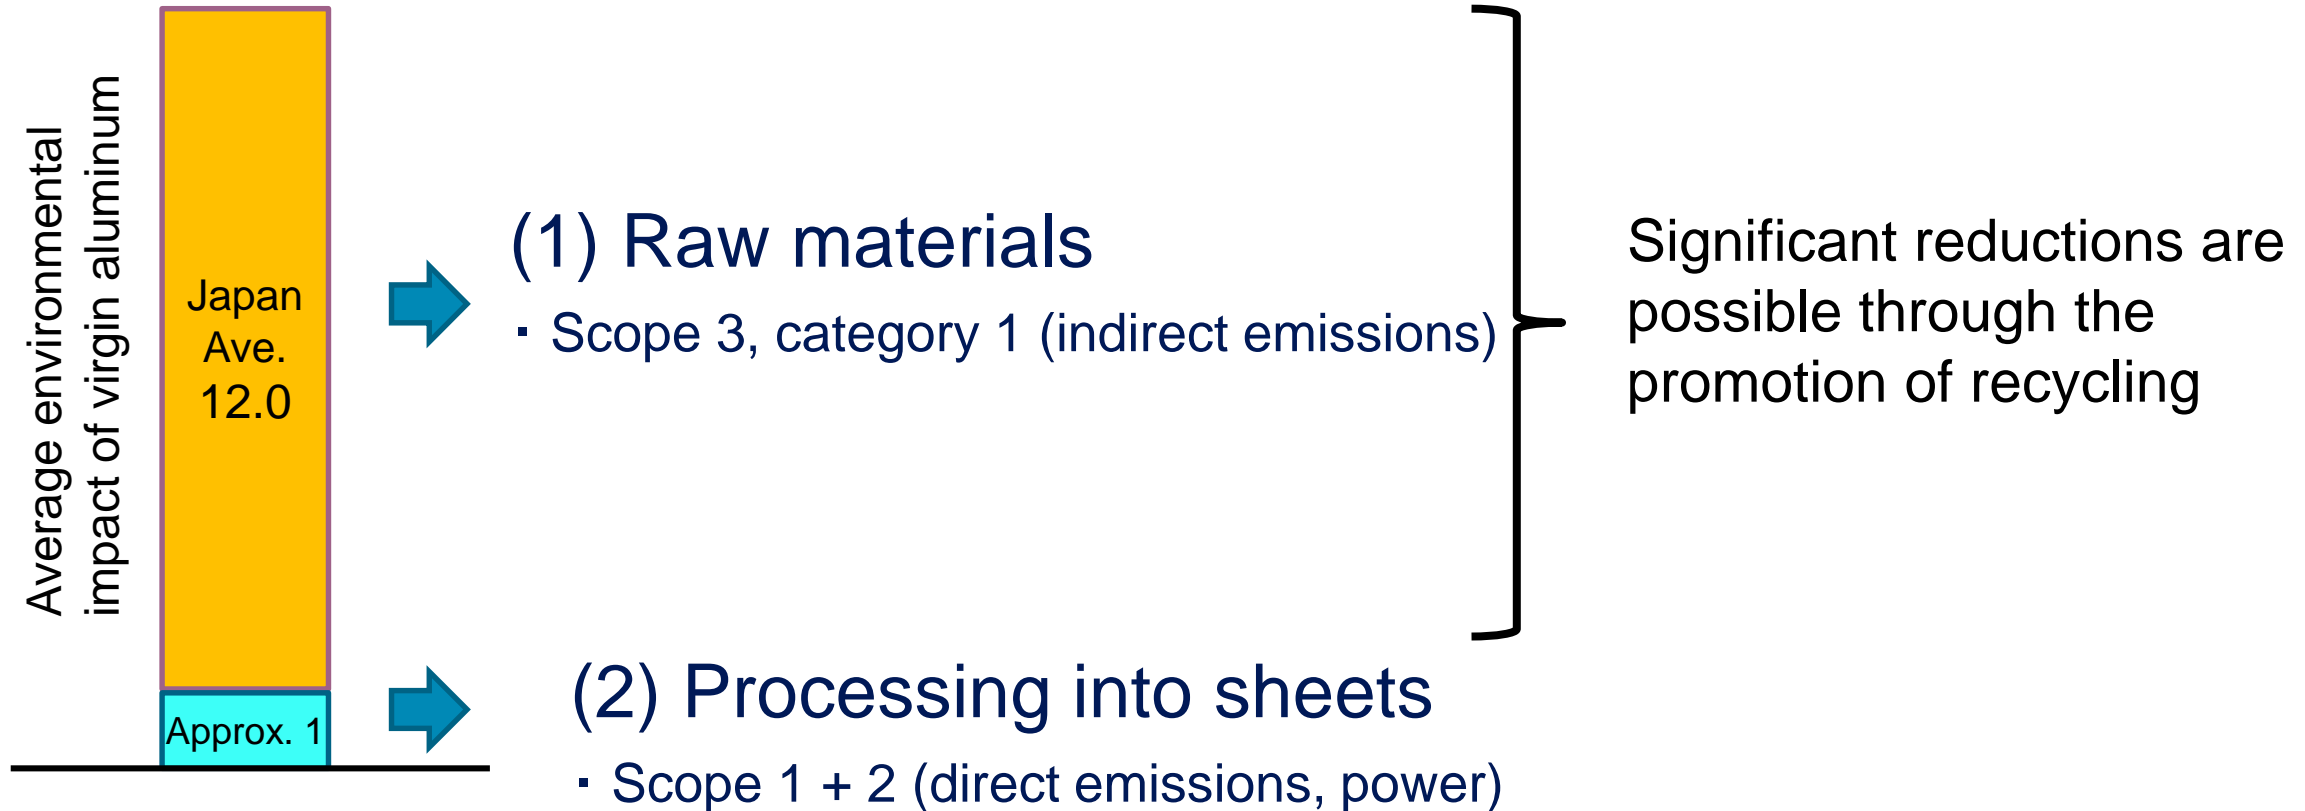 Average environmental
impact of virgin aluminum
Japan
Ave.
12.0
Approx. 1
(1) Raw materials
・Scope 3, category 1 (indirect emissions)
(2) Processing into sheets
・Scope 1 + 2 (direct emissions, power)
Significant reductions are
possible through the
promotion of recycling